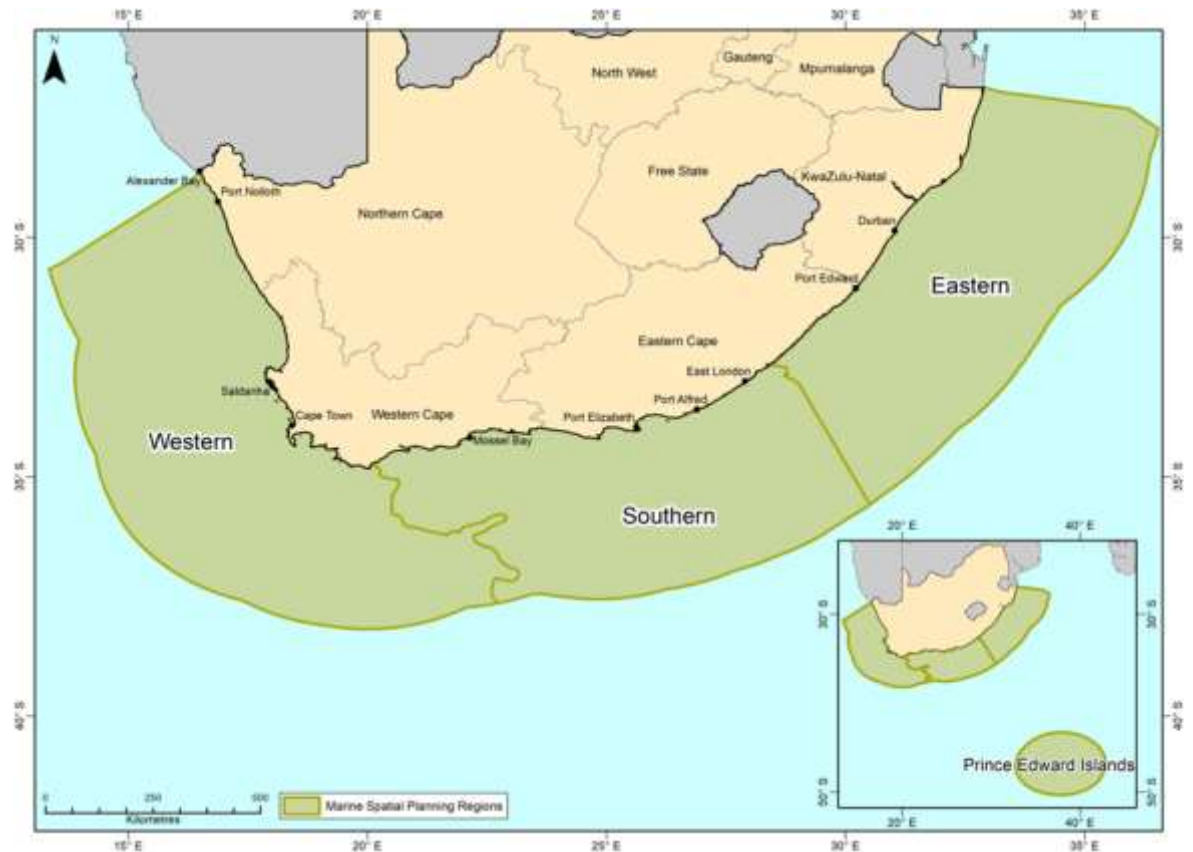 15° E 20° E 25° E 30° E 35° E
N
North West
Gauteng
Mpumalanga
Alexander Bay
Port Nolloth
Free State
KwaZulu-Natal
Northern Cape
Durban
30° S
30° S
Port Edward
Eastern
Eastern Cape
East London
Saldanha
Port Alfred
Cape Town
Western Cape
Port Elizabeth
Western
Mossel Bay
35° S
35° S
Southern
20° E 40° E
30° S
30° S
40° S
40° S
Prince Edward Islands
50° S
50° S
20° E 40° E
0 250 500
Kilometres
Marine Spatial Planning Regions
15° E 20° E 25° E 30° E 35° E